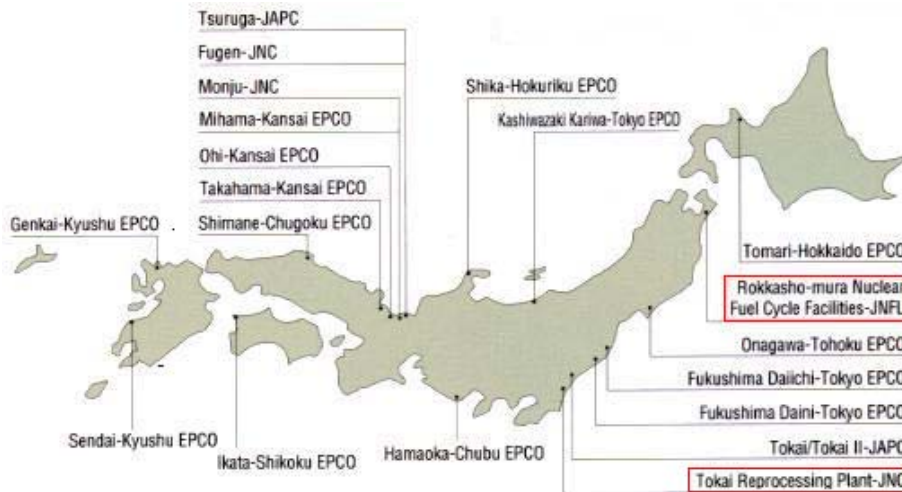 Tsuruga-JAPC
Fugen-JNC
Monju-JNC
Mihama-Kansai EPCO
Ohi-Kansai EPCO
Takahama-Kansai EPCO
Shimane-Chugoku EPCO
Genkai-Kyushu EPCO
Shika-Hokuriku EPCO
Kashiwazaki Kariwa-Tokyo EPCO
Tomari-Hokkaido EPCO
Rokkasho-mura Nuclear
Fuel Cycle Facilities-JNFL
Onagawa-Tohoku EPCO
Fukushima Daiichi-Tokyo EPCO
Fukushima Daini-Tokyo EPCO
Tokai/Tokai II-JAPC
Tokai Reprocessing Plant-JNC
Sendai-Kyushu EPCO
Ikata-Shikoku EPCO
Hamaoka-Chubu EPCO